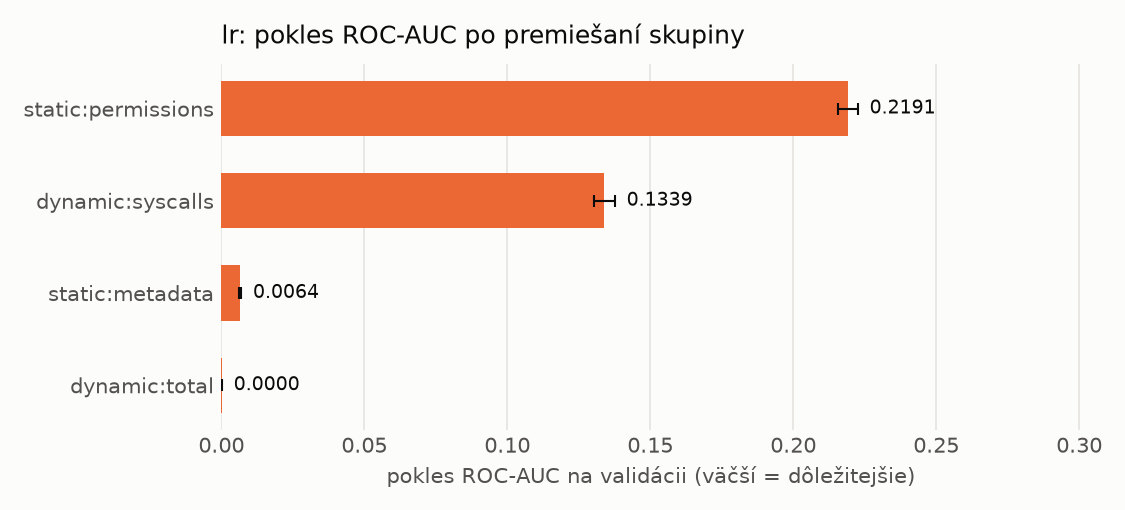 lr: pokles ROC-AUC po premiešaní skupiny
static:permissions
0.2191
dynamic:syscalls
0.1339
static:metadata
0.0064
dynamic:total
0.0000
0.00 0.05 0.10 0.15 0.20 0.25 0.30
pokles ROC-AUC na validácii (väčší = dôležitejšie)